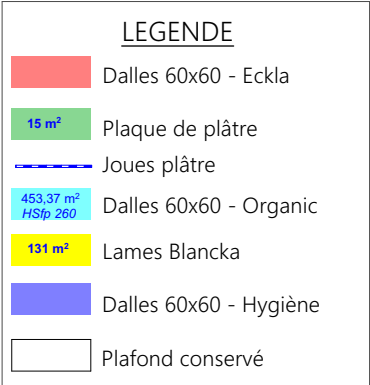 LEGENDE
Dalles 60x60 - Eckla
15 m² Plaque de plâtre
Joues plâtre
453,37 m²
HSfp 260
Dalles 60x60 - Organic
131 m² Lames Blancka
Dalles 60x60 - Hygiène
Plafond conservé